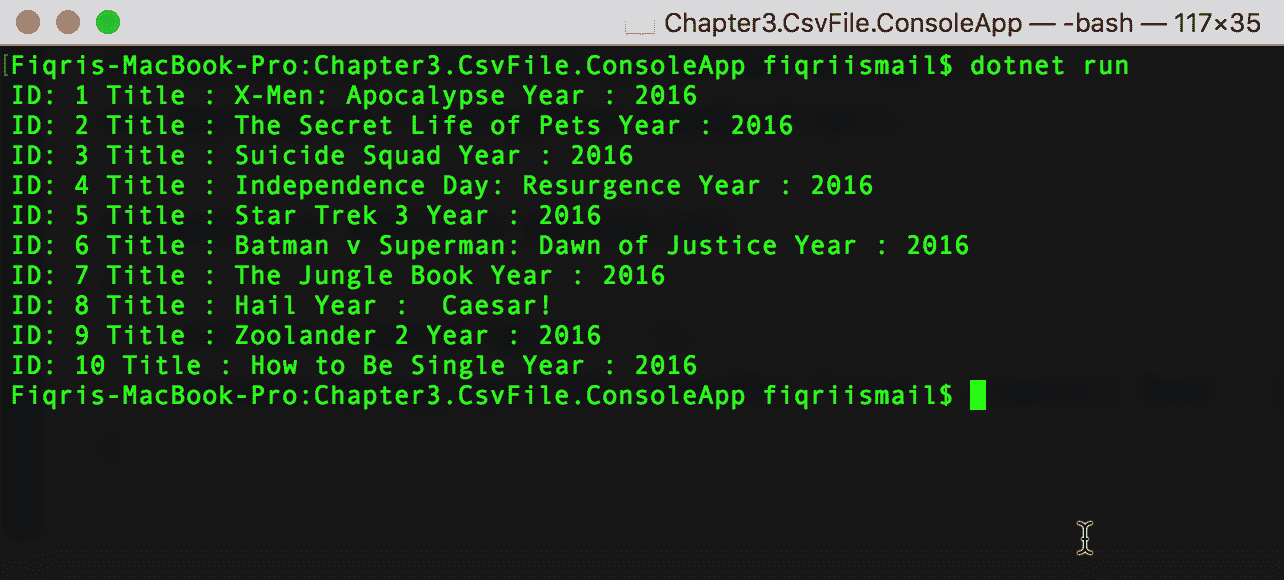 Chapter3.CsvFile.ConsoleApp — -bash — 117×35
[Fiqris-MacBook-Pro:Chapter3.CsvFile.ConsoleApp fiqriismail$ dotnet run
ID: 1 Title : X-Men: Apocalypse Year : 2016
ID: 2 Title : The Secret Life of Pets Year : 2016
ID: 3 Title : Suicide Squad Year : 2016
ID: 4 Title : Independence Day: Resurgence Year : 2016
ID: 5 Title : Star Trek 3 Year : 2016
ID: 6 Title : Batman v Superman: Dawn of Justice Year : 2016
ID: 7 Title : The Jungle Book Year : 2016
ID: 8 Title : Hail Year :  Caesar!
ID: 9 Title : Zoolander 2 Year : 2016
ID: 10 Title : How to Be Single Year : 2016
Fiqris-MacBook-Pro:Chapter3.CsvFile.ConsoleApp fiqriismail$